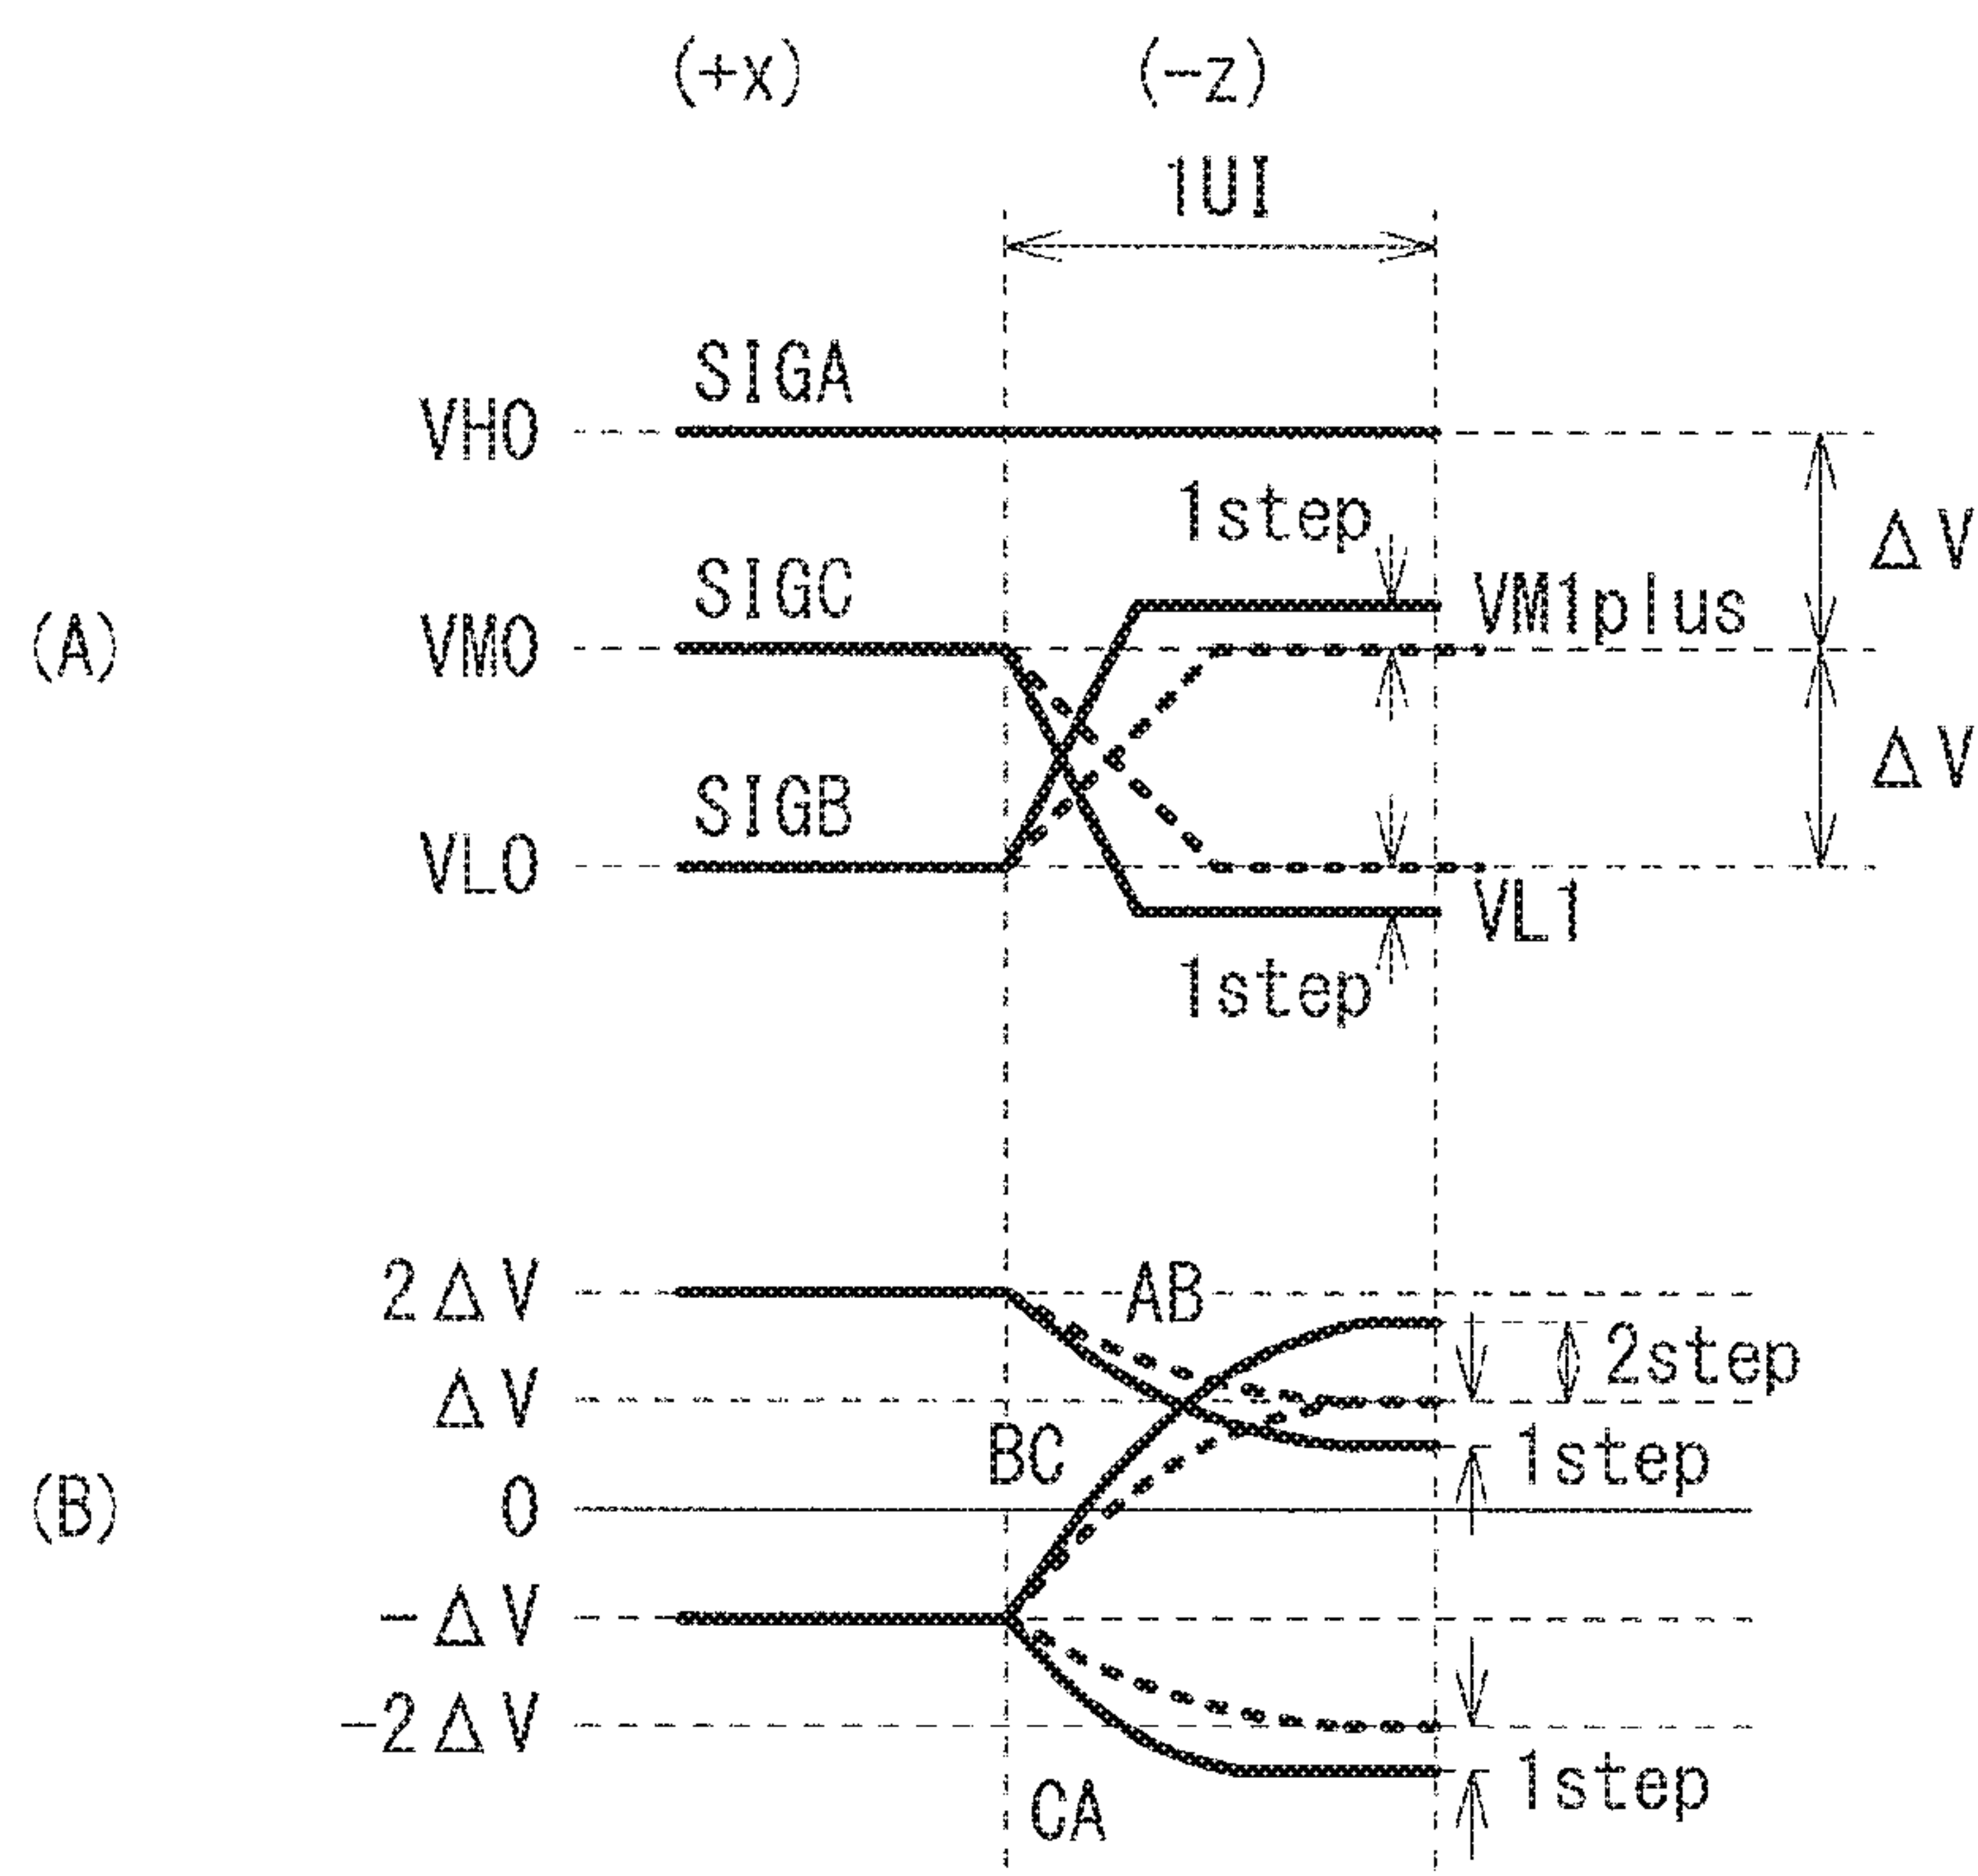 (+x) (-z)
1UI
SIGA
VH0
1step
ΔV
SIGC
VM1plus
(A)
VM0
ΔV
SIGB
VL0
VL1
1step
2ΔV
AB
2step
ΔV
BC
1step
(B)
0
-ΔV
-2ΔV
1step
CA